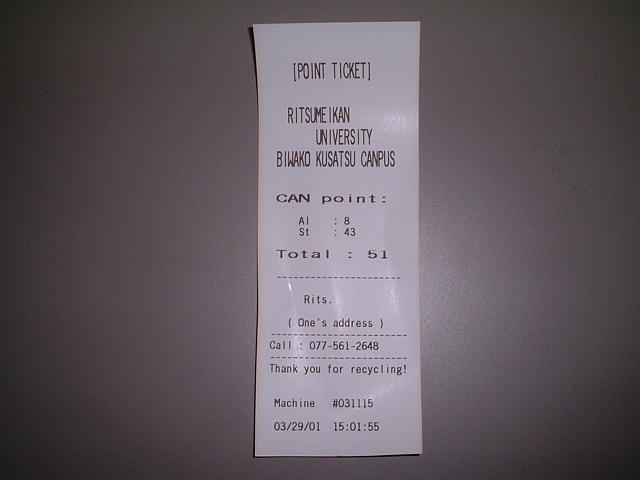 [POINT TICKET]
RITSUMEIKAN
UNIVERSITY
BIWAKO KUSATSU CANPUS
CAN point:
Al : 8
St : 43
Total : 51
Rits.
( One's address )
Call : 077-561-2648
Thank you for recycling!
Machine #031115
03/29/01 15:01:55